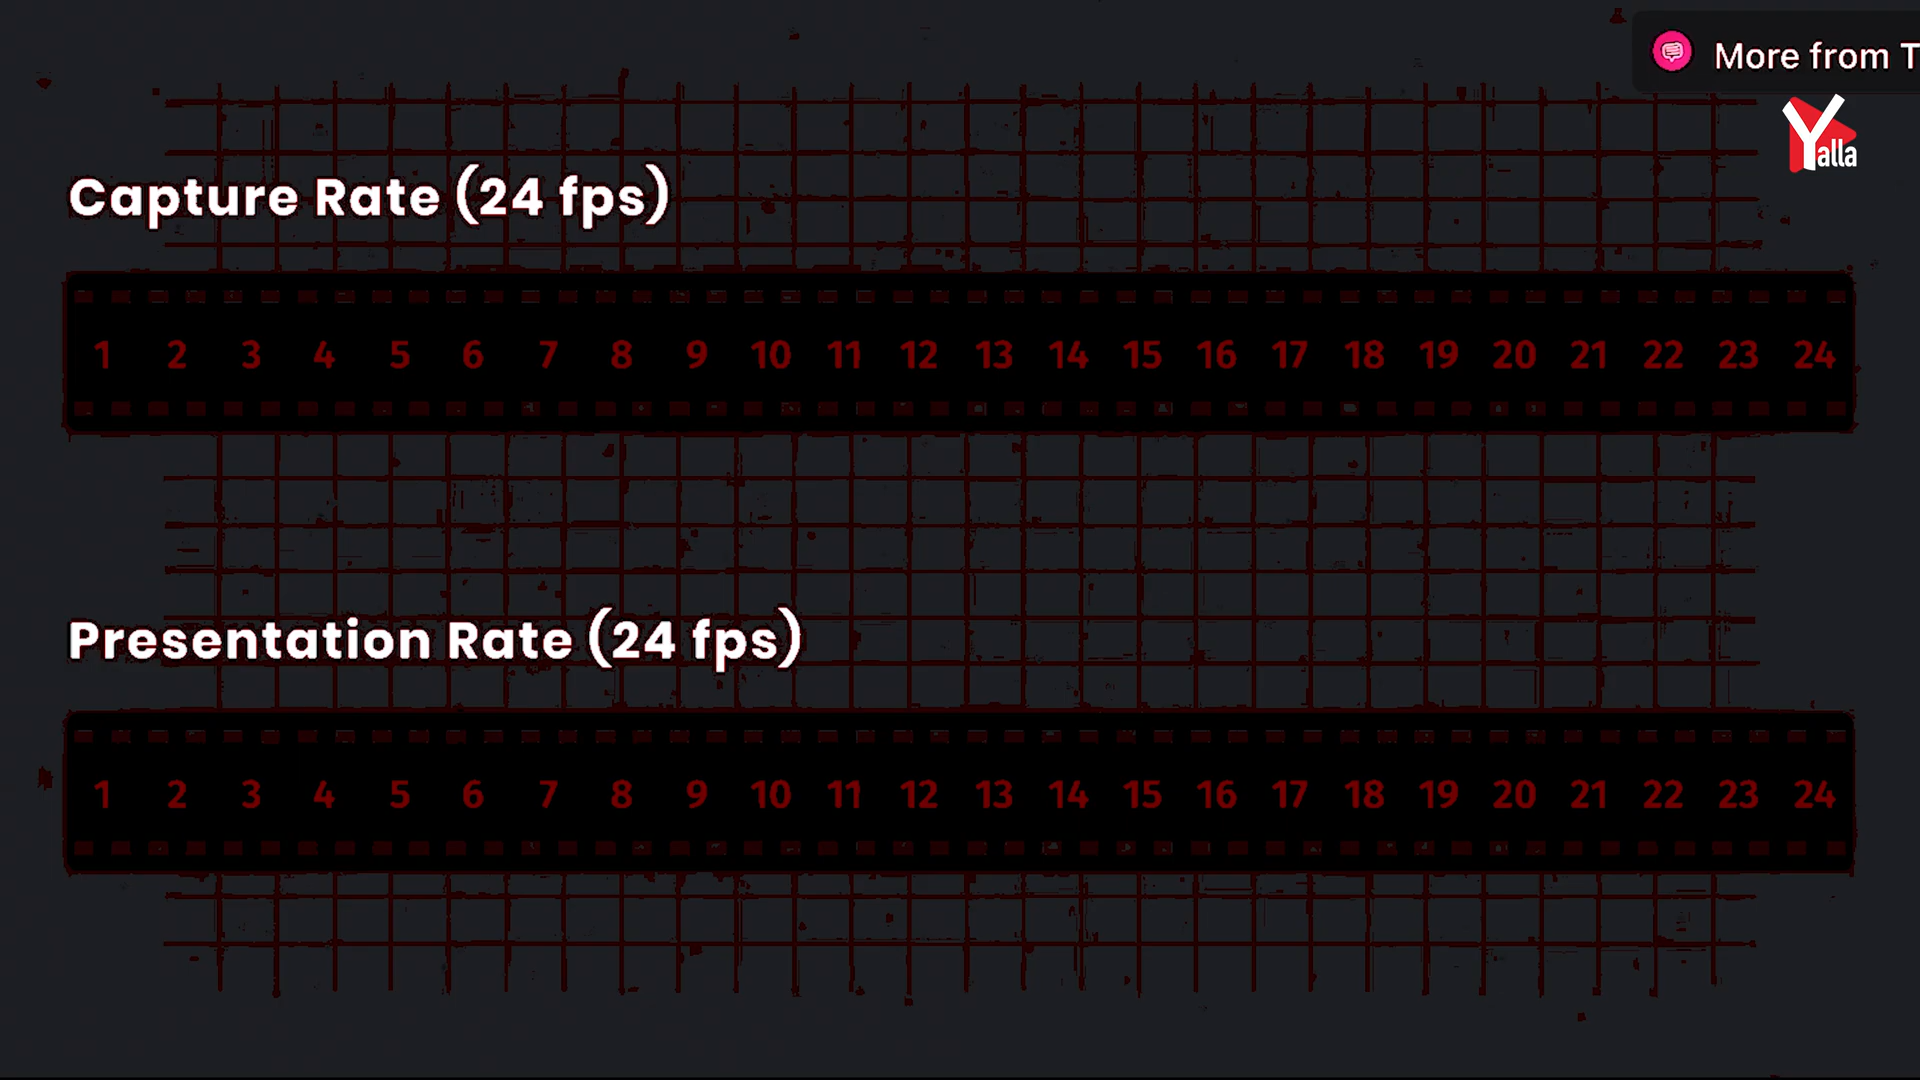 More from T
Yalla
Capture Rate (24 fps)
1 2 3 4 5 6 7 8 9 10 11 12 13 14 15 16 17 18 19 20 21 22 23 24
Presentation Rate (24 fps)
1 2 3 4 5 6 7 8 9 10 11 12 13 14 15 16 17 18 19 20 21 22 23 24